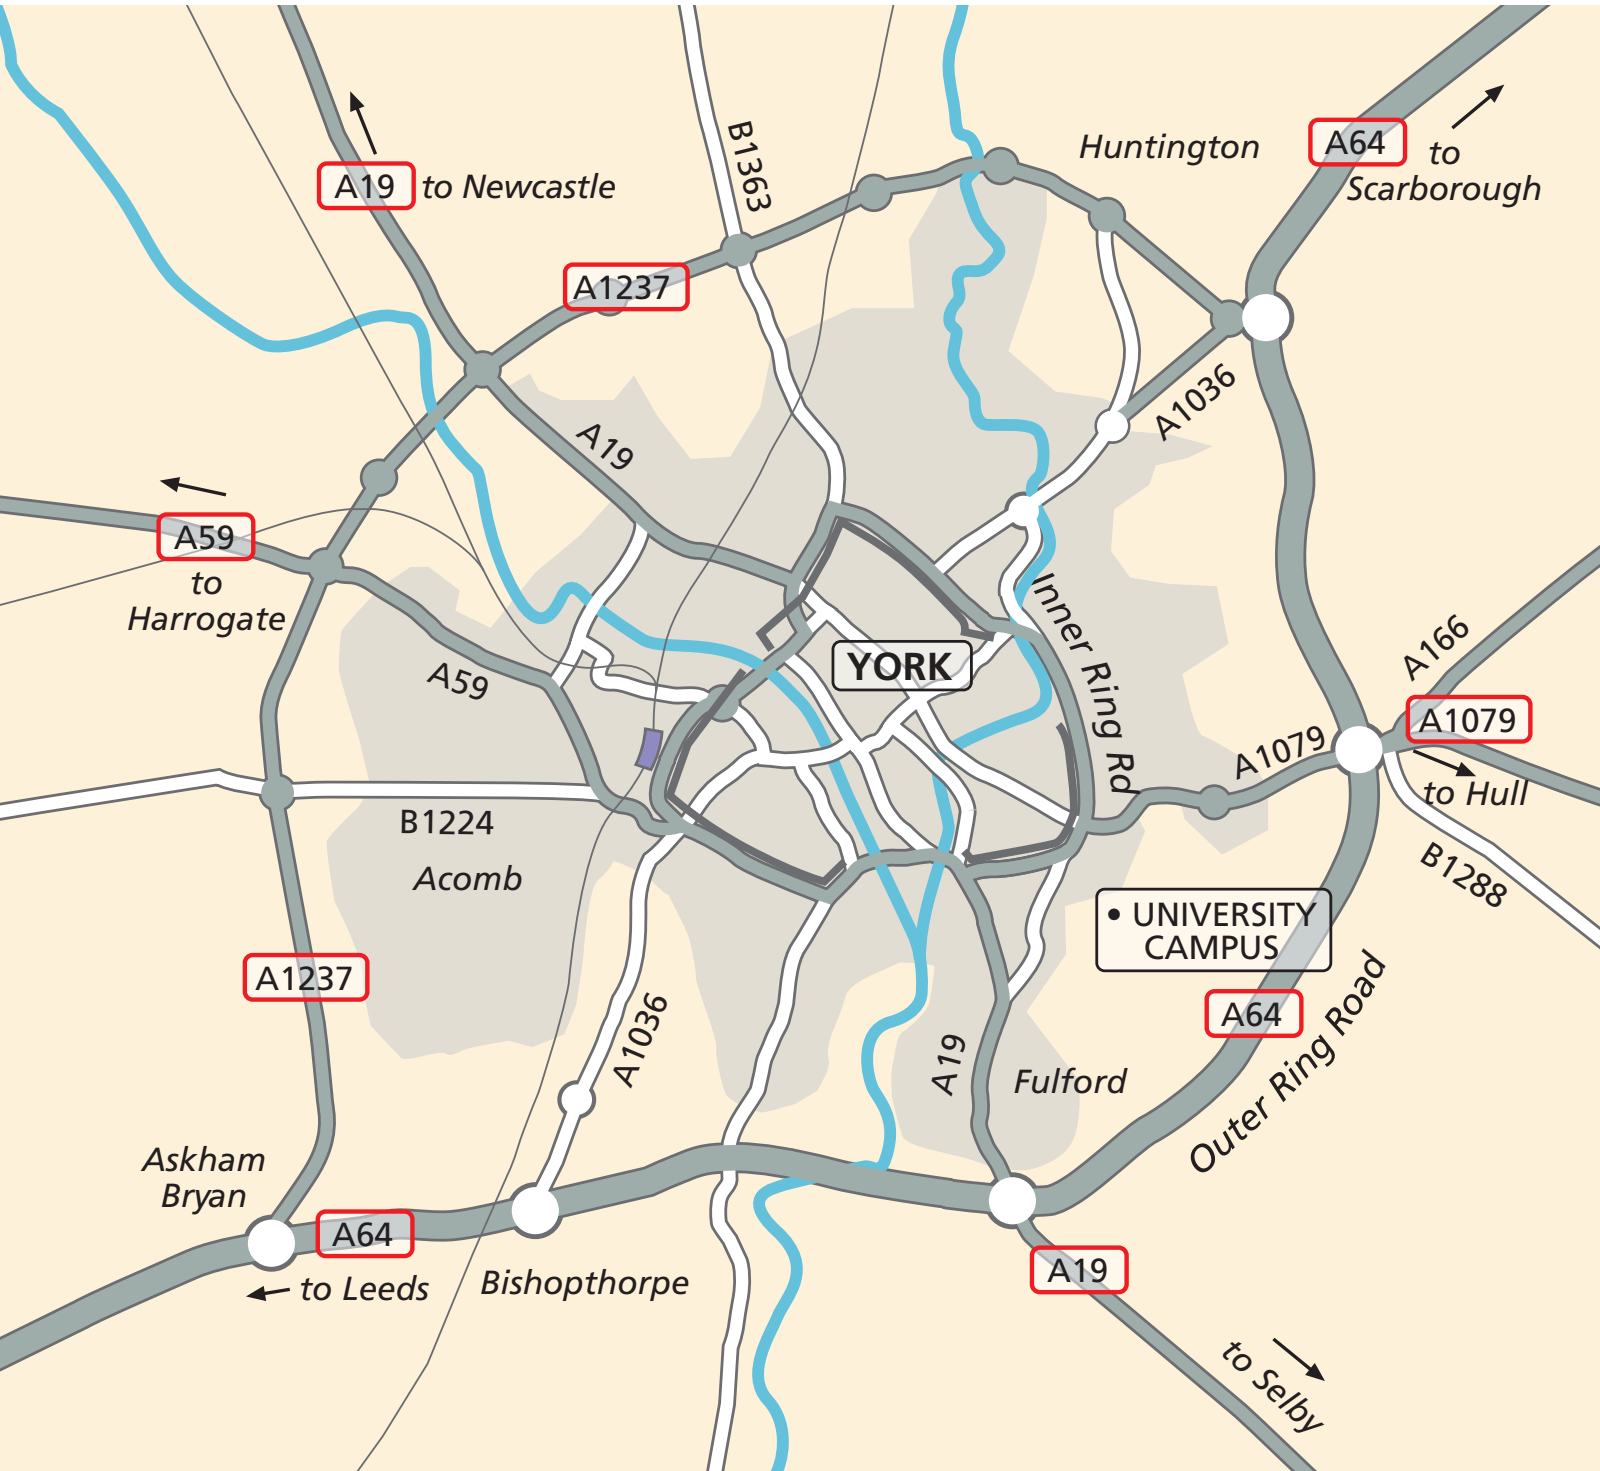 Huntington
A64
to
Scarborough
B1363
A19
to Newcastle
A1237
A1036
A19
A59
to
Harrogate
Inner Ring Rd
YORK
A59
A166
A1079
A1079
to Hull
B1224
Acomb
B1288
• UNIVERSITY
CAMPUS
A1237
A64
Outer Ring Road
A1036
A19
Fulford
Askham
Bryan
A64
to Leeds
Bishopthorpe
A19
to Selby